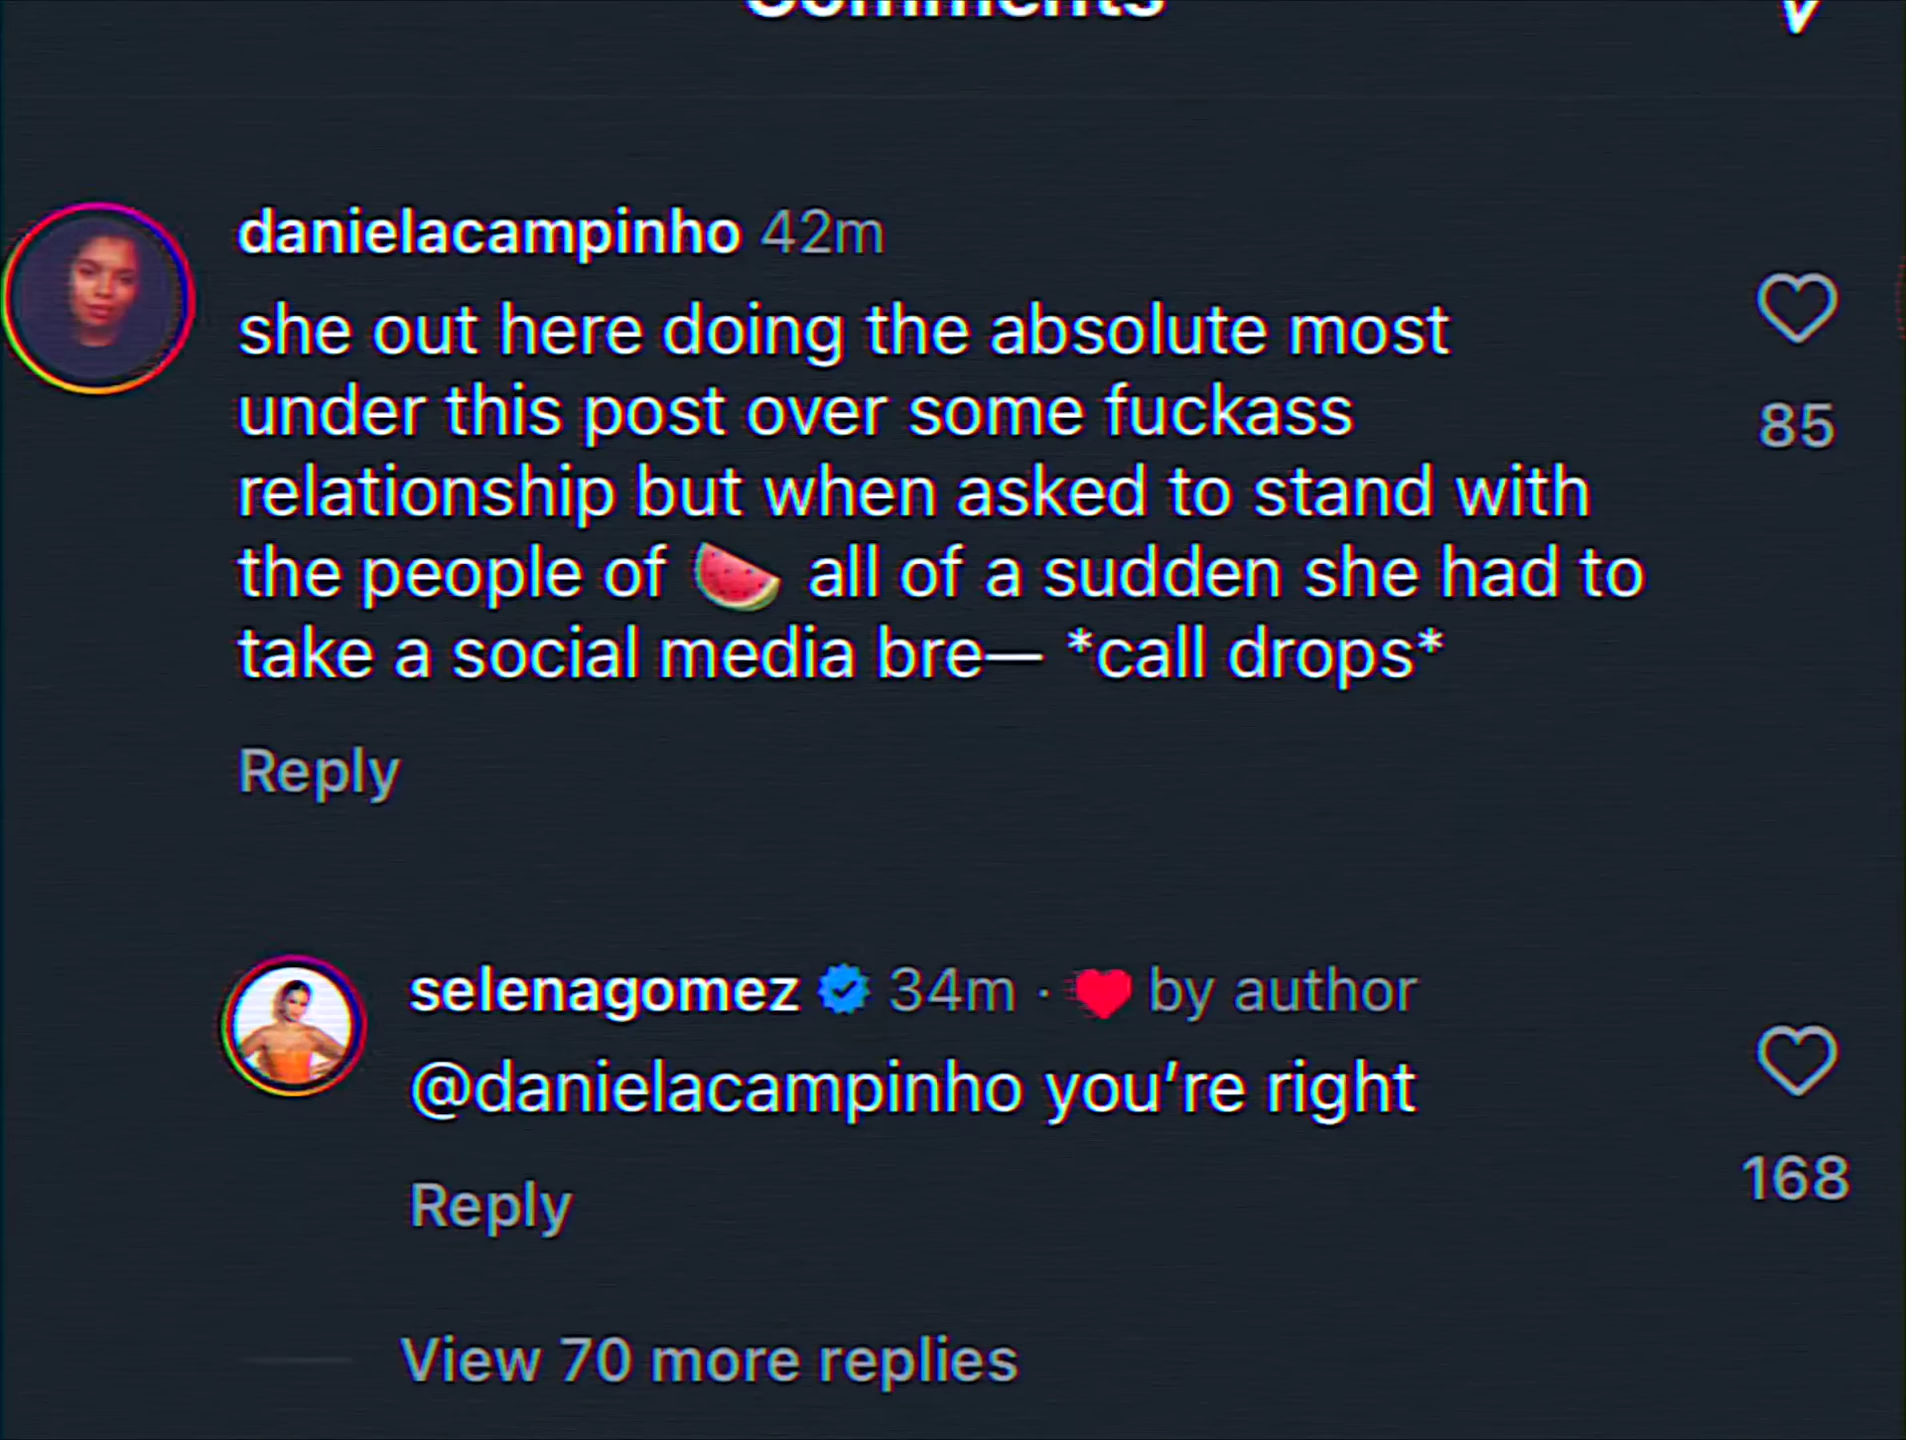 Comments
danielacampinho 42m
she out here doing the absolute most
under this post over some fuckass
relationship but when asked to stand with
the people of 🍉 all of a sudden she had to
take a social media bre— *call drops*
85
Reply
selenagomez 34m · ❤️ by author
@danielacampinho you’re right
168
Reply
View 70 more replies